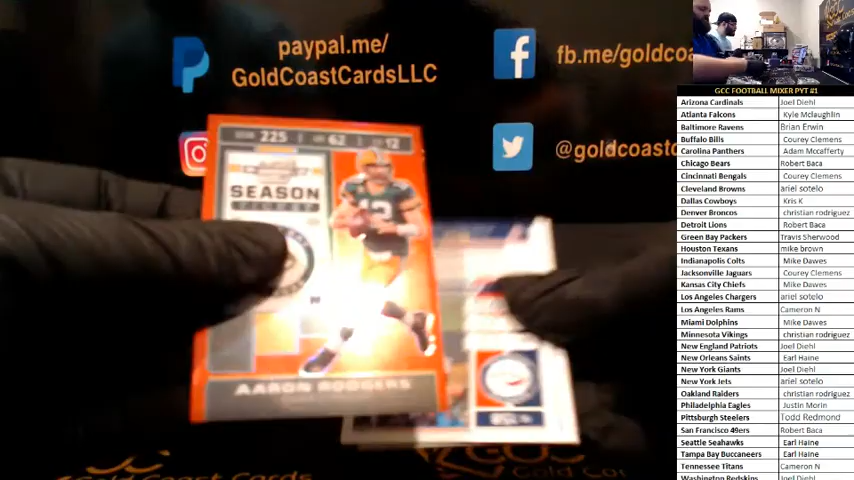 paypal.me/
GoldCoastCardsLLC
fb.me/goldcoa
@goldcoastc
225 62 12
SEASON
TICKET
AARON RODGERS
Gold Coast Cards
GCC FOOTBALL MIXER PYT #1
Arizona Cardinals Joel Diehl
Atlanta Falcons Kyle Mclaughlin
Baltimore Ravens Brian Erwin
Buffalo Bills Courey Clemens
Carolina Panthers Adam Mccafferty
Chicago Bears Robert Baca
Cincinnati Bengals Courey Clemens
Cleveland Browns ariel sotelo
Dallas Cowboys Kris K
Denver Broncos christian rodriguez
Detroit Lions Robert Baca
Green Bay Packers Travis Sherwood
Houston Texans mike brown
Indianapolis Colts Mike Dawes
Jacksonville Jaguars Courey Clemens
Kansas City Chiefs Mike Dawes
Los Angeles Chargers ariel sotelo
Los Angeles Rams Cameron N
Miami Dolphins Mike Dawes
Minnesota Vikings christian rodriguez
New England Patriots Joel Diehl
New Orleans Saints Earl Haine
New York Giants Joel Diehl
New York Jets ariel sotelo
Oakland Raiders christian rodriguez
Philadelphia Eagles Justin Morin
Pittsburgh Steelers Todd Redmond
San Francisco 49ers Robert Baca
Seattle Seahawks Earl Haine
Tampa Bay Buccaneers Earl Haine
Tennessee Titans Cameron N
Washington Redskins Joel Diehl